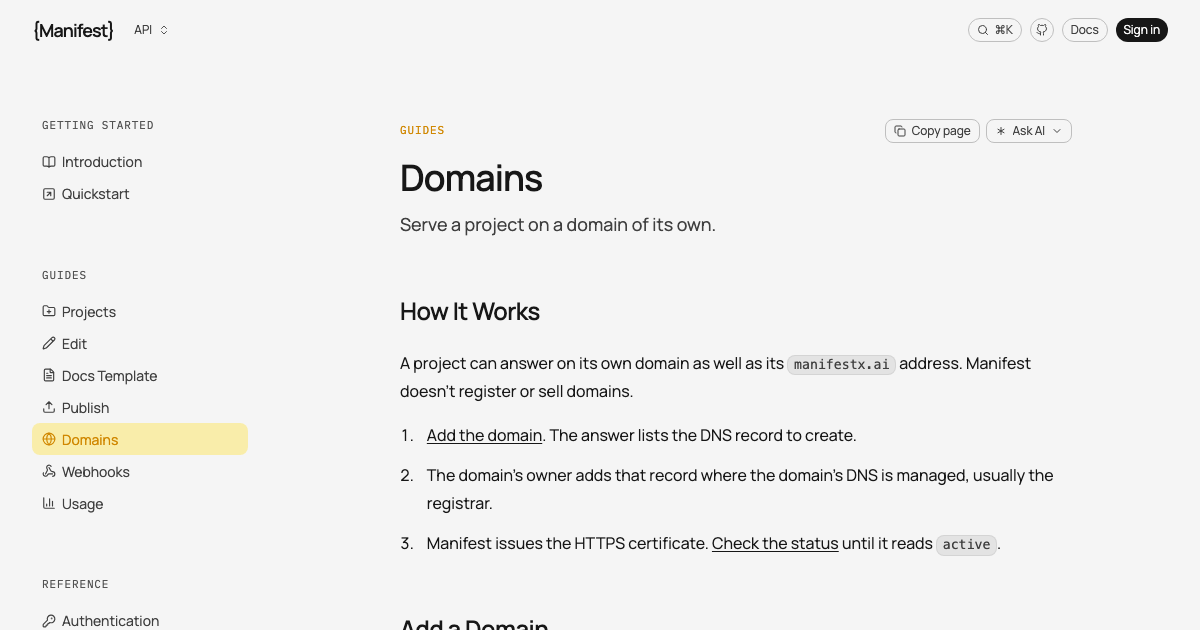 {Manifest}
API
⌘K
Docs
Sign in
GETTING STARTED
Introduction
Quickstart
GUIDES
Projects
Edit
Docs Template
Publish
Domains
Webhooks
Usage
REFERENCE
Authentication
GUIDES
Copy page
Ask AI
Domains
Serve a project on a domain of its own.
How It Works
A project can answer on its own domain as well as its manifestx.ai address. Manifest
doesn't register or sell domains.
1. Add the domain. The answer lists the DNS record to create.
2. The domain's owner adds that record where the domain's DNS is managed, usually the
registrar.
3. Manifest issues the HTTPS certificate. Check the status until it reads active.
Add a Domain